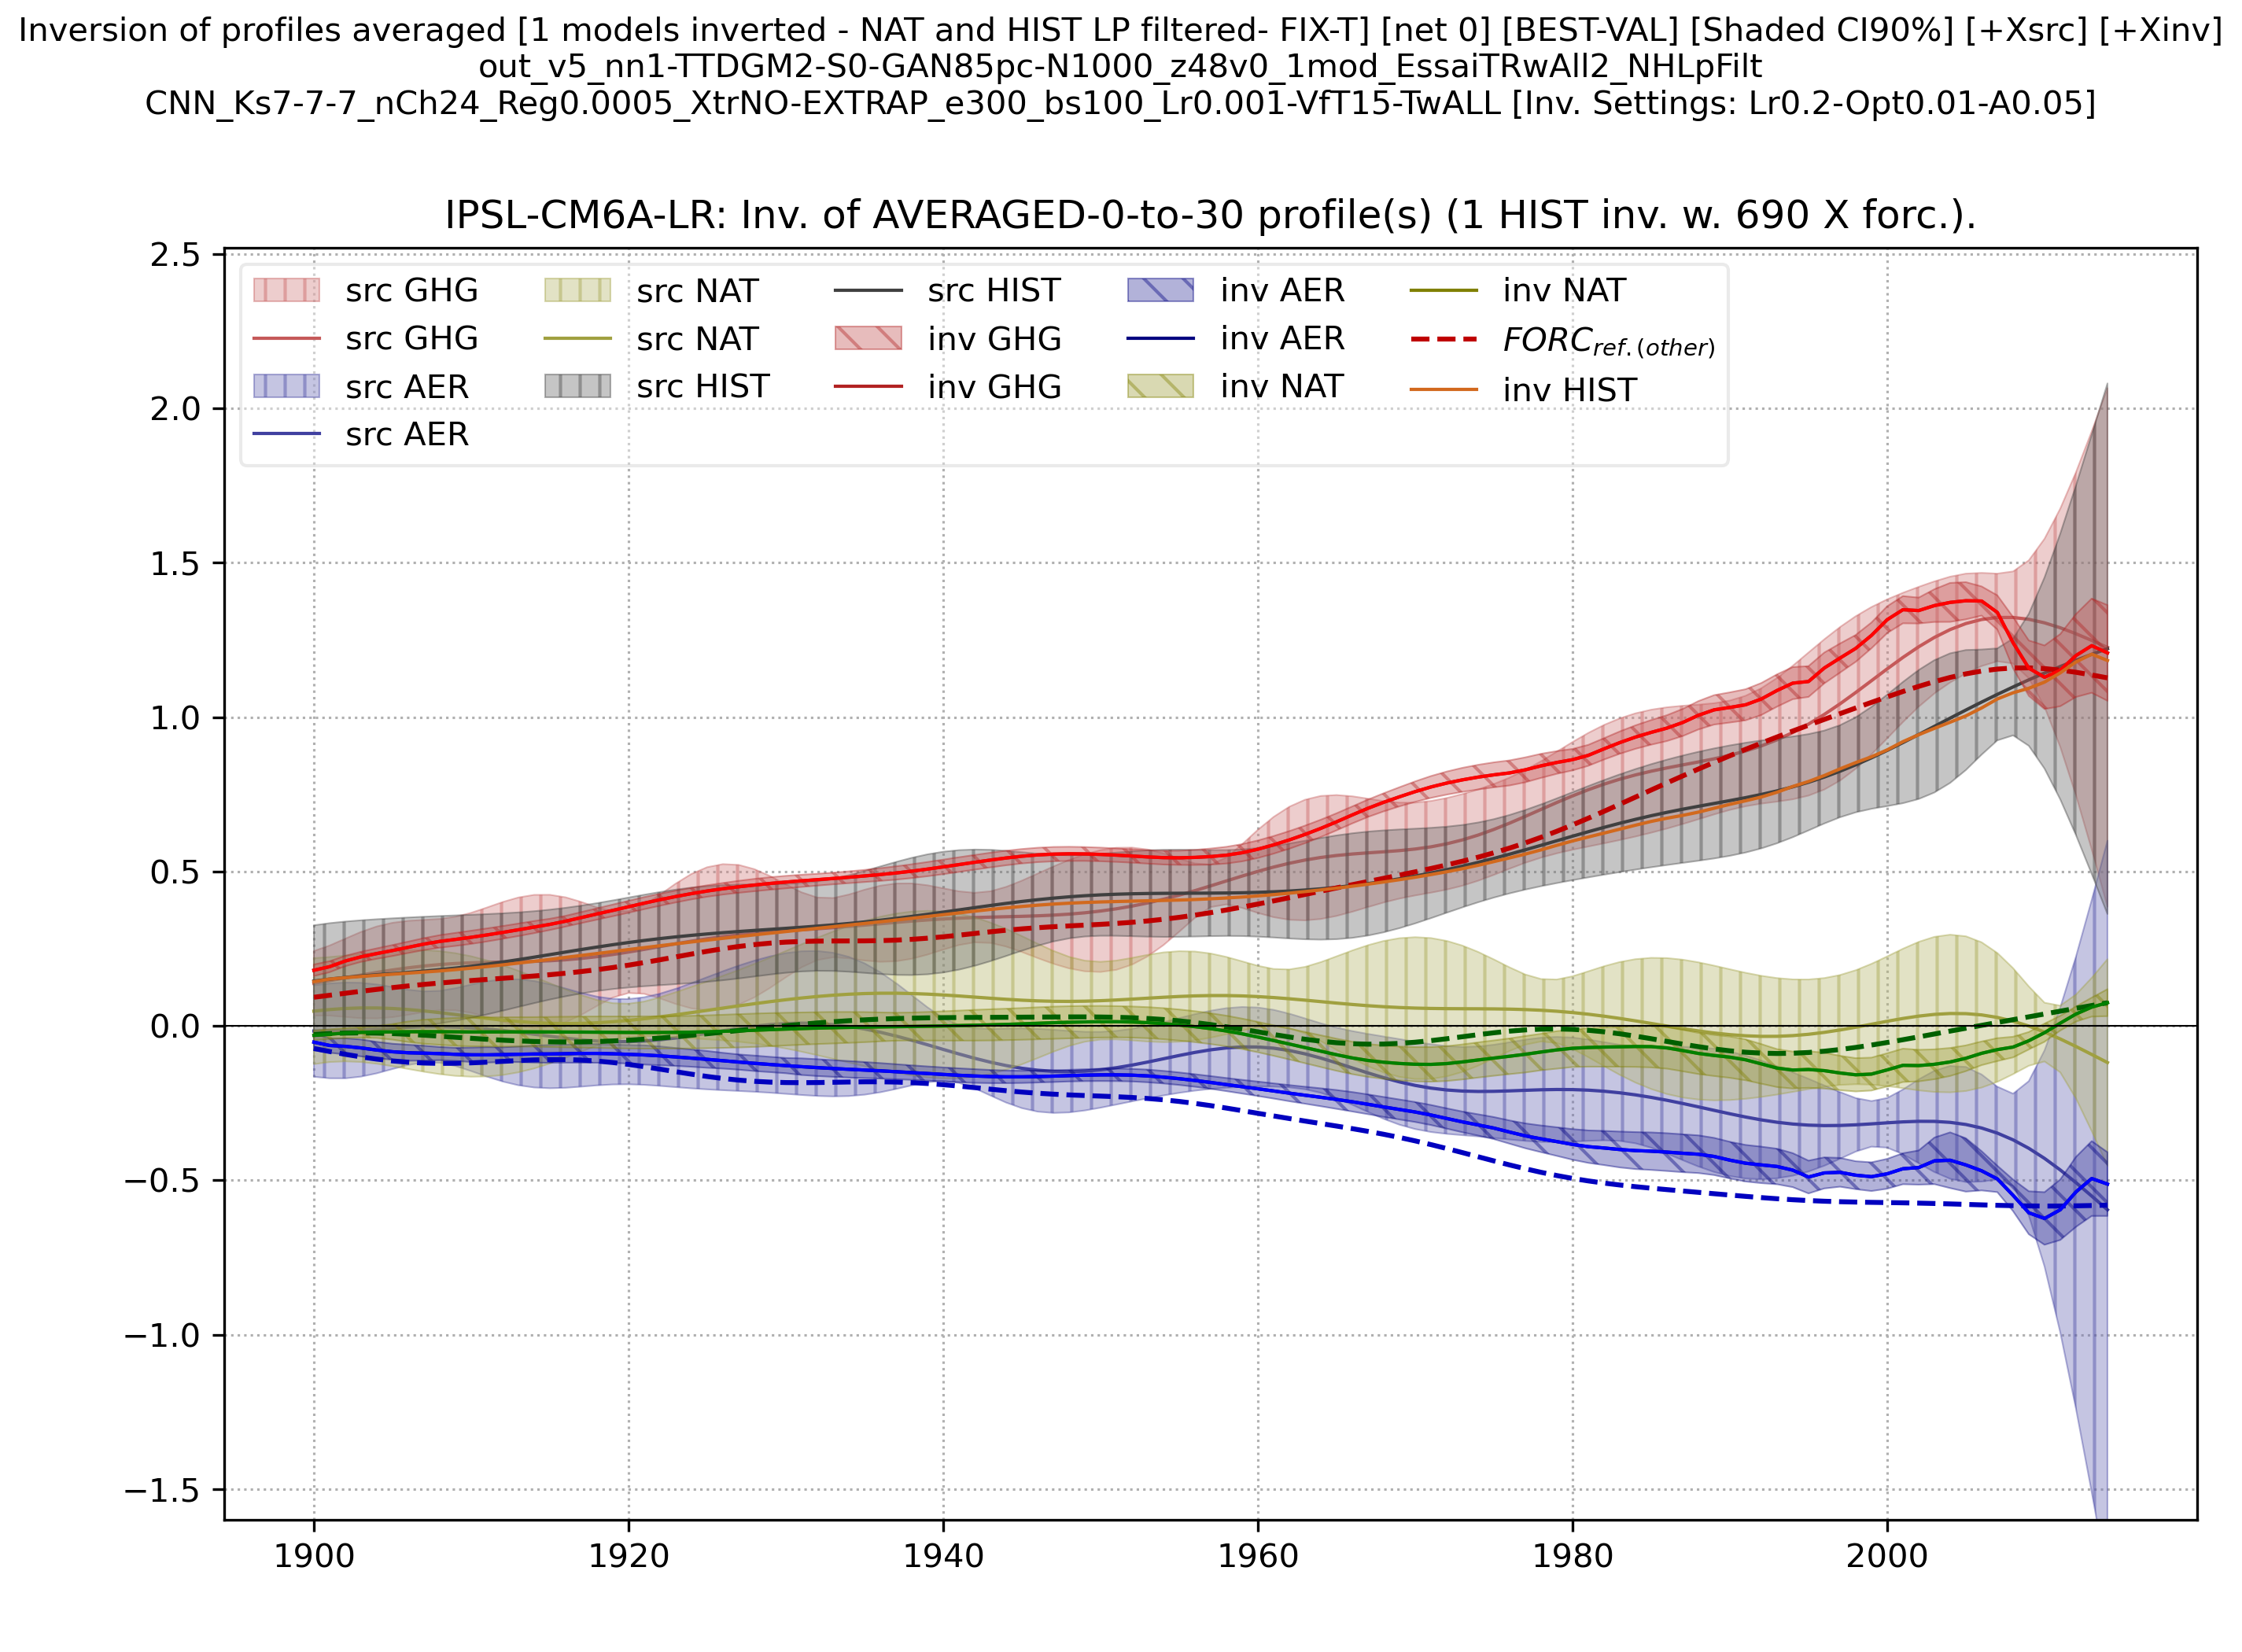 Inversion of profiles averaged [1 models inverted - NAT and HIST LP filtered- FIX-T] [net 0] [BEST-VAL] [Shaded CI90%] [+Xsrc] [+Xinv]
out_v5_nn1-TTDGM2-S0-GAN85pc-N1000_z48v0_1mod_EssaiTRwAll2_NHLpFilt
CNN_Ks7-7-7_nCh24_Reg0.0005_XtrNO-EXTRAP_e300_bs100_Lr0.001-VfT15-TwALL [Inv. Settings: Lr0.2-Opt0.01-A0.05]
IPSL-CM6A-LR: Inv. of AVERAGED-0-to-30 profile(s) (1 HIST inv. w. 690 X forc.).
src GHG
src GHG
src AER
src AER
src NAT
src NAT
src HIST
src HIST
inv GHG
inv GHG
inv AER
inv AER
inv NAT
inv NAT
FORC_ref.(other)
inv HIST
2.5
2.0
1.5
1.0
0.5
0.0
−0.5
−1.0
−1.5
1900 1920 1940 1960 1980 2000